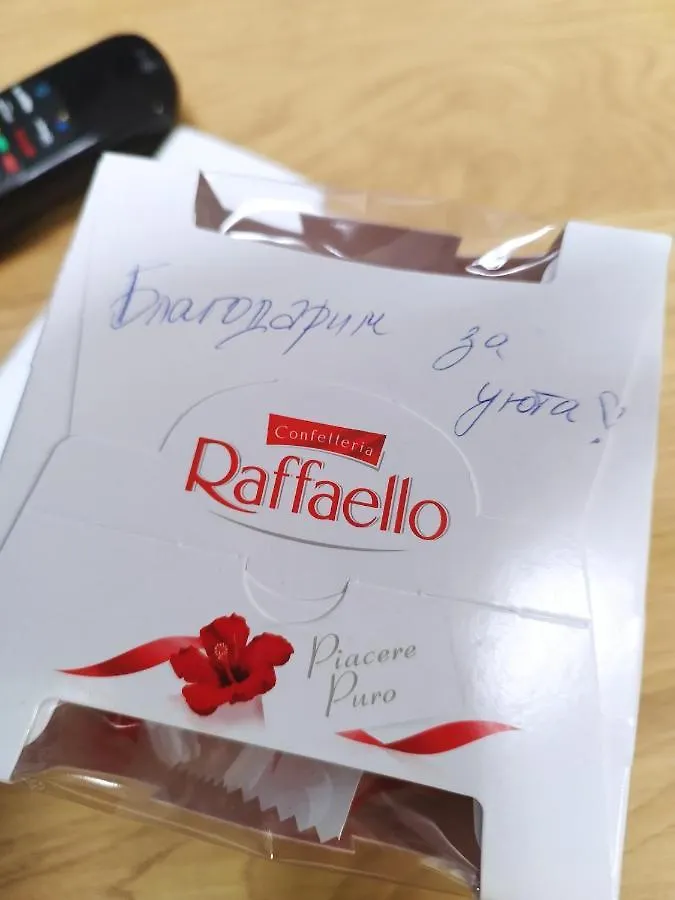 Благодарим за
уюта!
Confetteria
Raffaello
Piacere
Puro